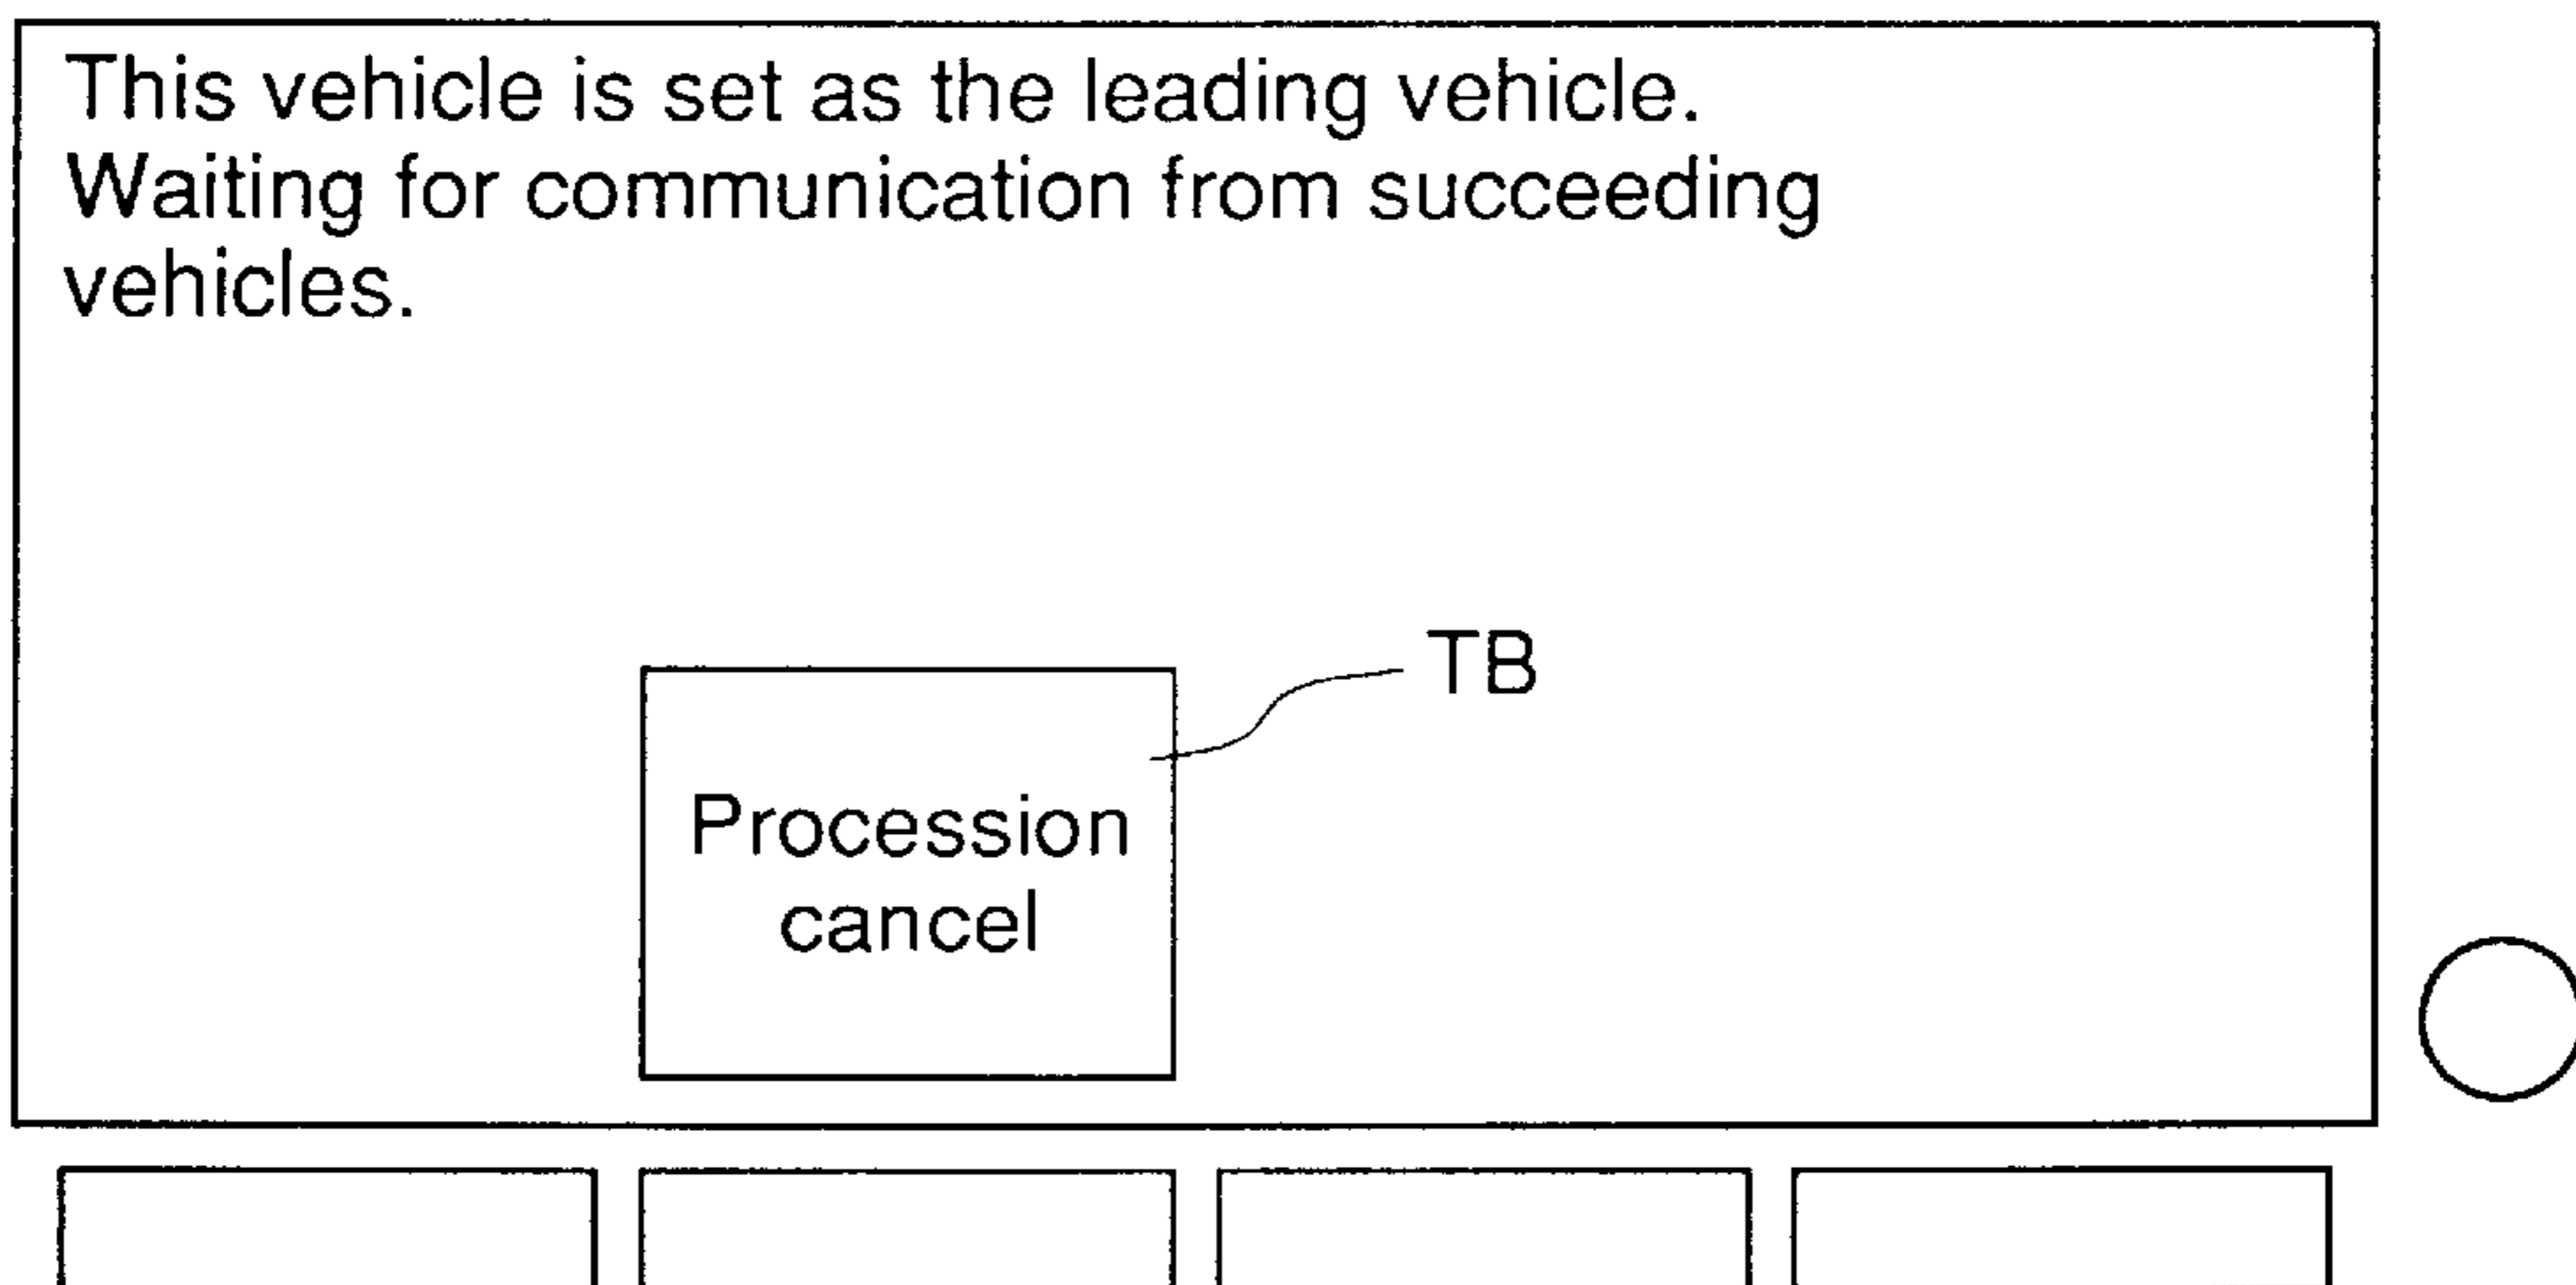 This vehicle is set as the leading vehicle.
Waiting for communication from succeeding
vehicles.
TB
Procession
cancel